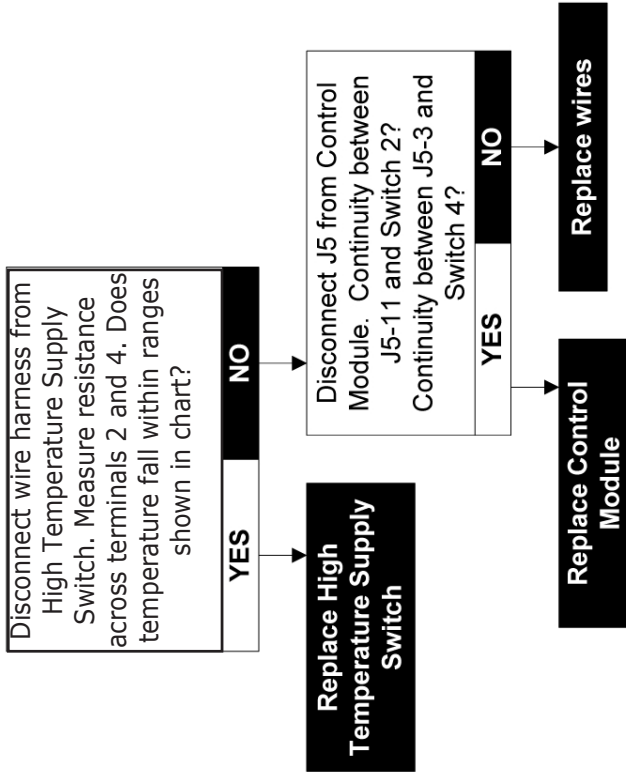 Disconnect wire harness from
High Temperature Supply
Switch. Measure resistance
across terminals 2 and 4. Does
temperature fall within ranges
shown in chart?
YES
NO
Replace High
Temperature Supply
Switch
Disconnect J5 from Control
Module. Continuity between
J5-11 and Switch 2?
Continuity between J5-3 and
Switch 4?
YES
NO
Replace Control
Module
Replace wires